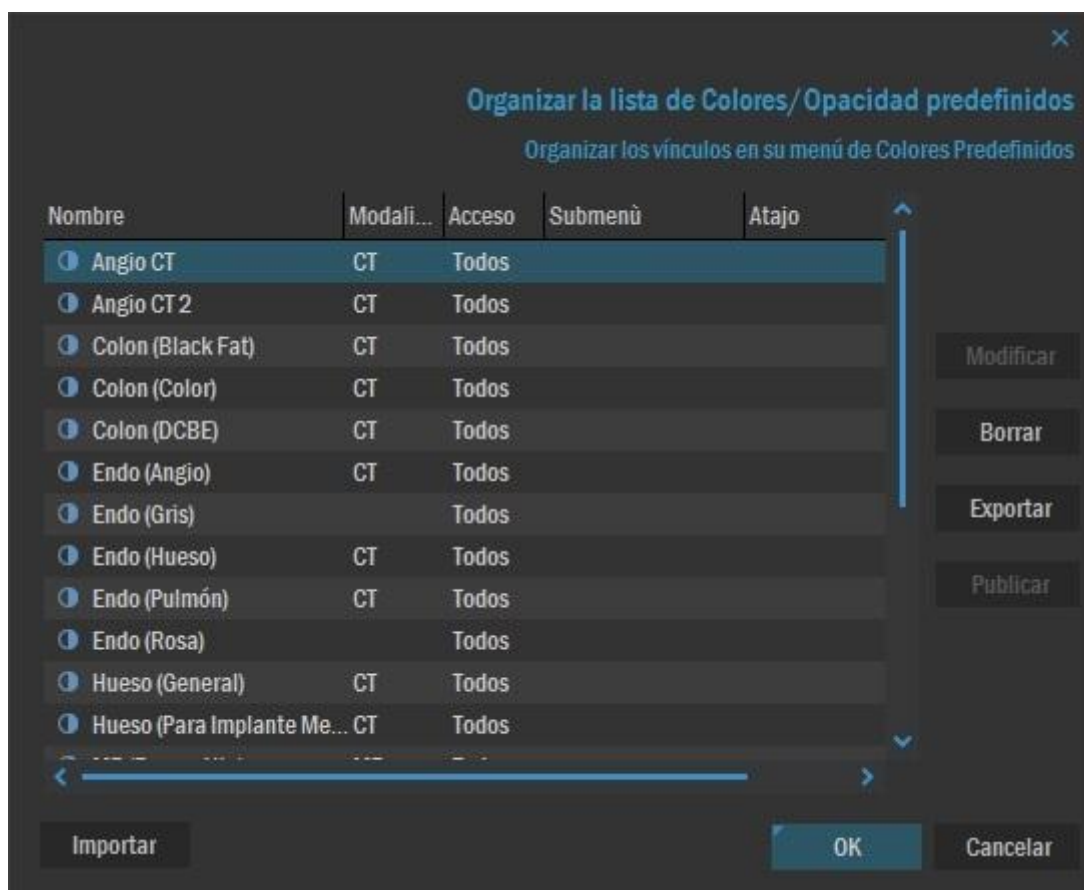 Organizar la lista de Colores/Opacidad predefinidos
Organizar los vínculos en su menú de Colores Predefinidos
Nombre Modali... Acceso Submenù Atajo
Angio CT CT Todos
Angio CT 2 CT Todos
Colon (Black Fat) CT Todos
Colon (Color) CT Todos
Colon (DCBE) CT Todos
Endo (Angio) CT Todos
Endo (Gris) Todos
Endo (Hueso) CT Todos
Endo (Pulmón) CT Todos
Endo (Rosa) Todos
Hueso (General) CT Todos
Hueso (Para Implante Me... CT Todos
Modificar
Borrar
Exportar
Publicar
Importar OK Cancelar